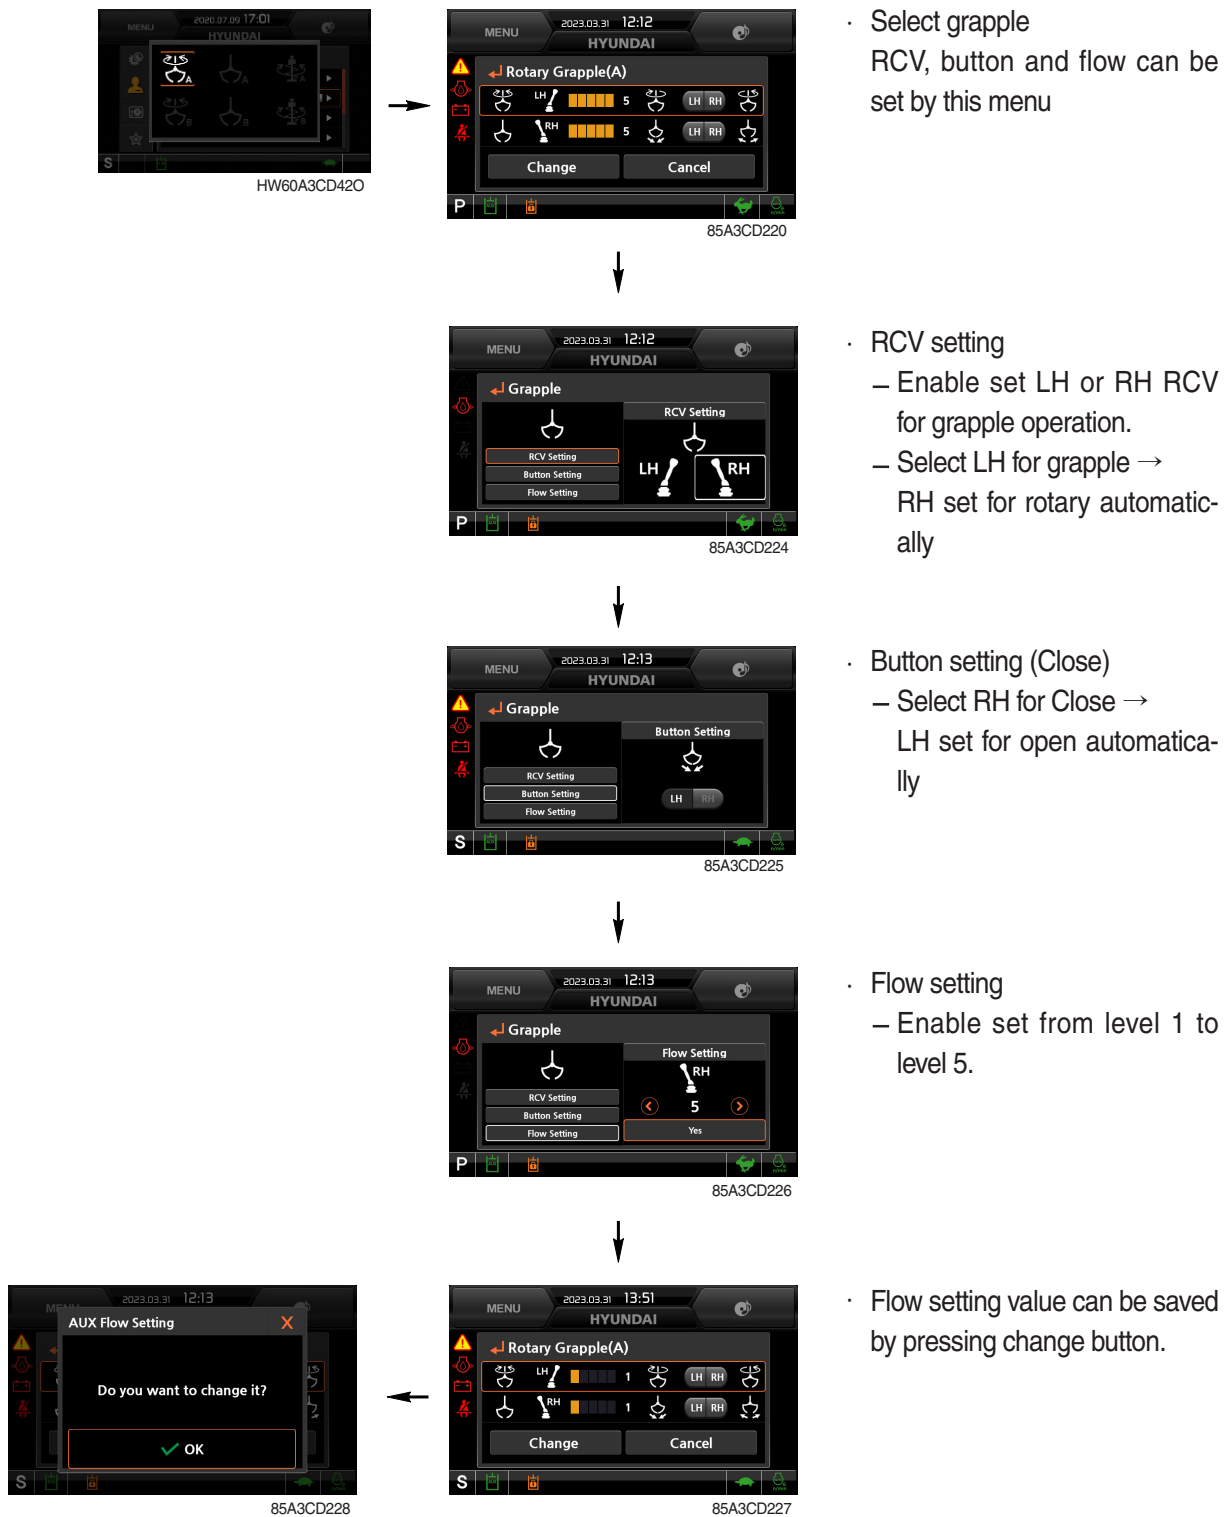 MENU
2020.07.09 17:01
HYUNDAI
A
A
A
B
B
B
S
HW60A3CD42O
MENU
2023.03.31 12:12
HYUNDAI
Rotary Grapple(A)
LH
5
LH RH
RH
5
LH RH
Change
Cancel
P
85A3CD220
· Select grapple
RCV, button and flow can be
set by this menu
MENU
2023.03.31 12:12
HYUNDAI
Grapple
RCV Setting
RCV Setting
Button Setting
Flow Setting
LH
RH
P
85A3CD224
· RCV setting
– Enable set LH or RH RCV
for grapple operation.
– Select LH for grapple →
RH set for rotary automatic-
ally
MENU
2023.03.31 12:13
HYUNDAI
Grapple
Button Setting
RCV Setting
Button Setting
Flow Setting
LH RH
S
85A3CD225
· Button setting (Close)
– Select RH for Close →
LH set for open automatica-
lly
MENU
2023.03.31 12:13
HYUNDAI
Grapple
Flow Setting
RH
RCV Setting
Button Setting
Flow Setting
5
Yes
P
85A3CD226
· Flow setting
– Enable set from level 1 to
level 5.
MENU
2023.03.31 12:13
AUX Flow Setting
X
Do you want to change it?
OK
S
85A3CD228
MENU
2023.03.31 13:51
HYUNDAI
Rotary Grapple(A)
LH
1
LH RH
RH
1
LH RH
Change
Cancel
S
85A3CD227
· Flow setting value can be saved
by pressing change button.